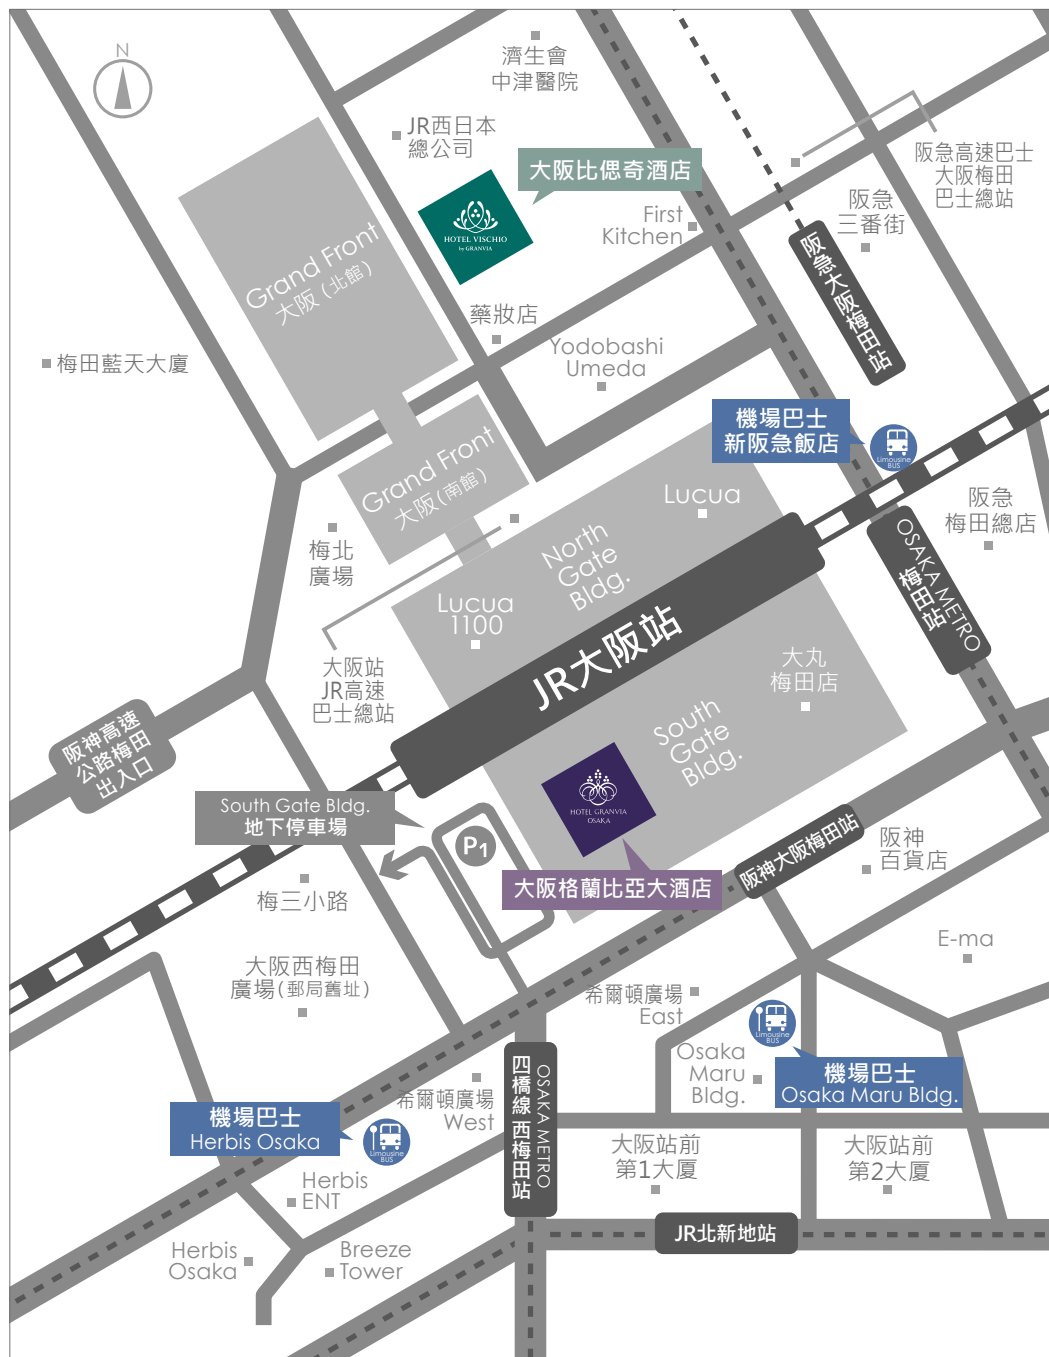 N
濟生會
中津醫院
JR西日本
總公司
大阪比偲奇酒店
HOTEL VISCHIO
by GRANVIA
First
Kitchen
阪急高速巴士
大阪梅田
巴士總站
阪急
三番街
阪急大阪梅田站
Grand Front
大阪(北館)
藥妝店
Yodobashi
Umeda
梅田藍天大廈
機場巴士
新阪急飯店
Limousine
BUS
Grand Front
大阪(南館)
Lucua
阪急
梅田總店
梅北
廣場
North
Gate
Bldg.
OSAKA METRO
梅田站
Lucua
1100
JR大阪站
大阪站
JR高速
巴士總站
大丸
梅田店
South
Gate
Bldg.
阪神高速
公路梅田
出入口
HOTEL GRANVIA
OSAKA
South Gate Bldg.
地下停車場
P1
阪神大阪梅田站
阪神
百貨店
大阪格蘭比亞大酒店
梅三小路
E-ma
大阪西梅田
廣場(郵局舊址)
希爾頓廣場
East
Limousine
BUS
Osaka
Maru
Bldg.
機場巴士
Osaka Maru Bldg.
OSAKA METRO
四橋線 西梅田站
希爾頓廣場
West
機場巴士
Herbis Osaka
Limousine
BUS
大阪站前
第1大厦
大阪站前
第2大厦
Herbis
ENT
JR北新地站
Herbis
Osaka
Breeze
Tower